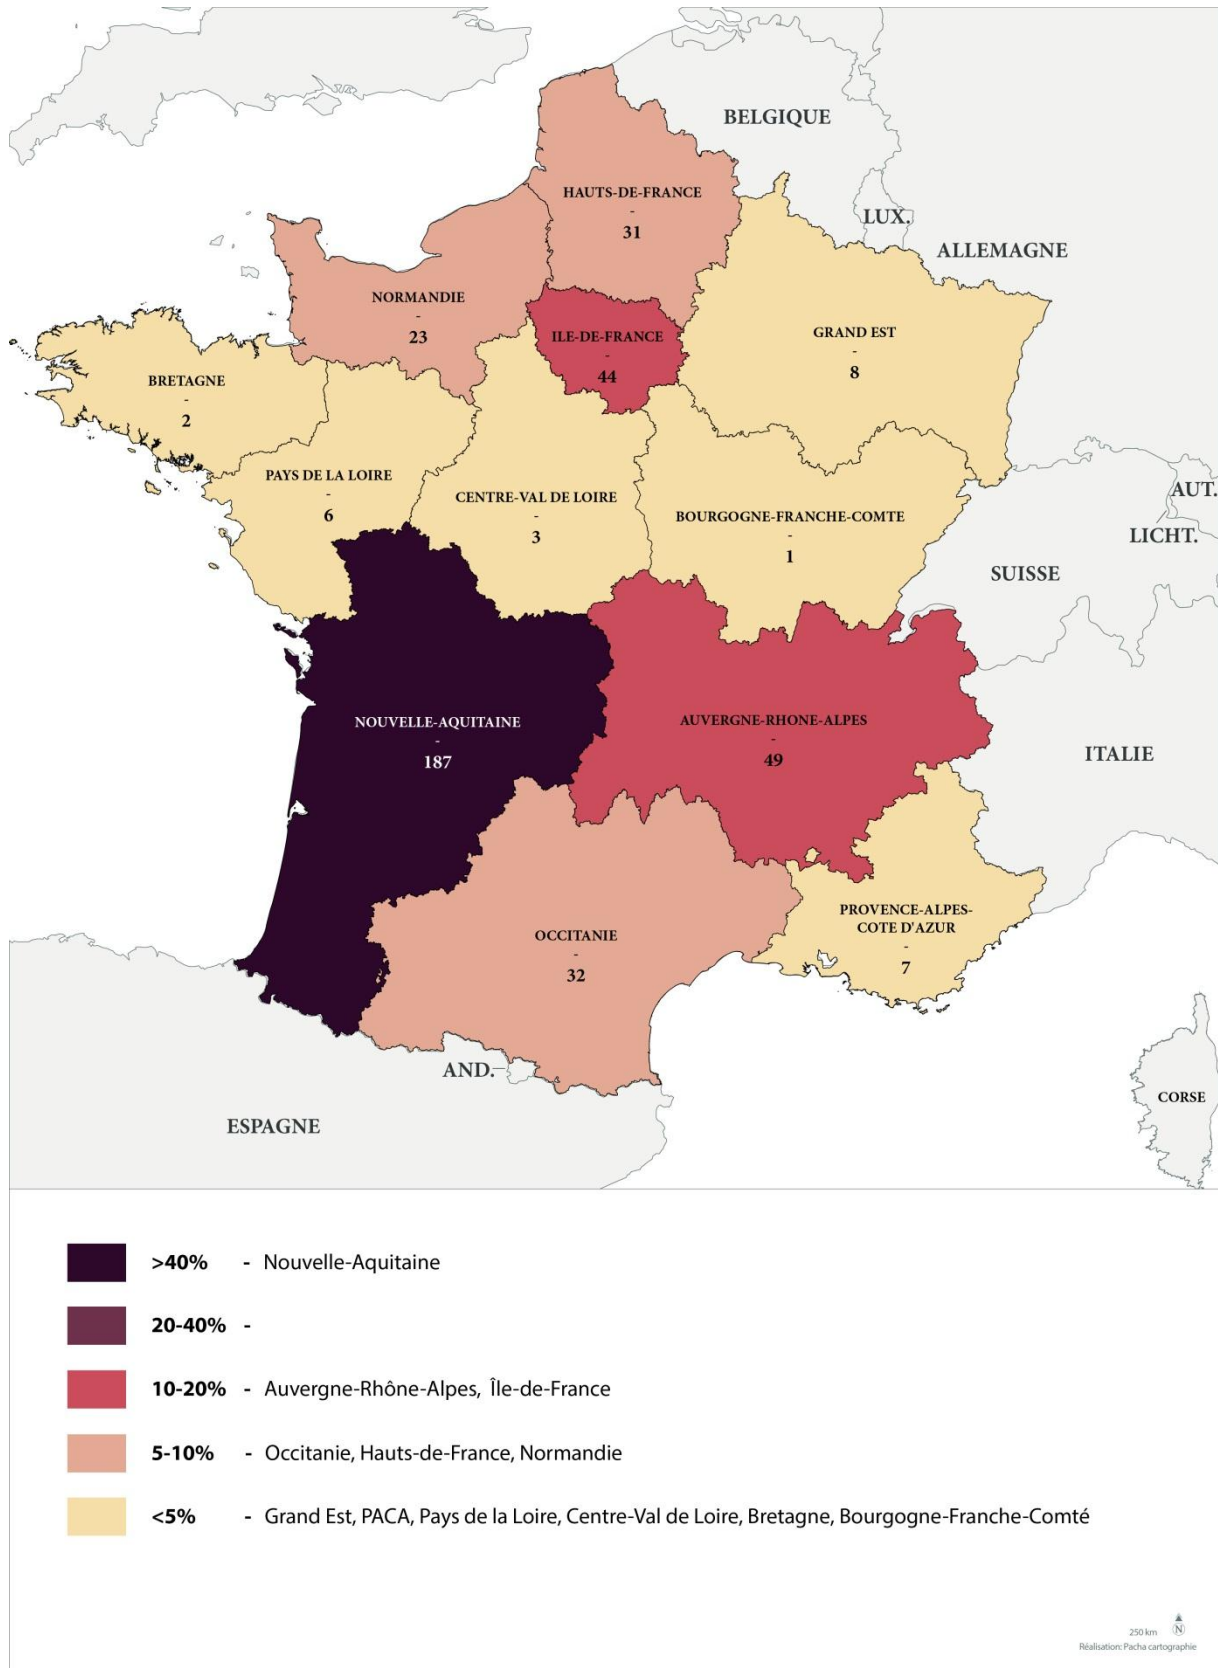 BELGIQUE
HAUTS-DE-FRANCE
-
31
LUX.
ALLEMAGNE
NORMANDIE
-
23
ILE-DE-FRANCE
-
44
GRAND EST
-
8
BRETAGNE
-
2
PAYS DE LA LOIRE
-
6
CENTRE-VAL DE LOIRE
-
3
BOURGOGNE-FRANCHE-COMTE
-
1
AUT.
LICHT.
SUISSE
NOUVELLE-AQUITAINE
-
187
AUVERGNE-RHONE-ALPES
-
49
ITALIE
PROVENCE-ALPES-
COTE D'AZUR
-
7
OCCITANIE
-
32
AND.
CORSE
ESPAGNE
>40% - Nouvelle-Aquitaine
20-40% -
10-20% - Auvergne-Rhône-Alpes, Île-de-France
5-10% - Occitanie, Hauts-de-France, Normandie
<5% - Grand Est, PACA, Pays de la Loire, Centre-Val de Loire, Bretagne, Bourgogne-Franche-Comté
250 km N
Réalisation: Pacha cartographie